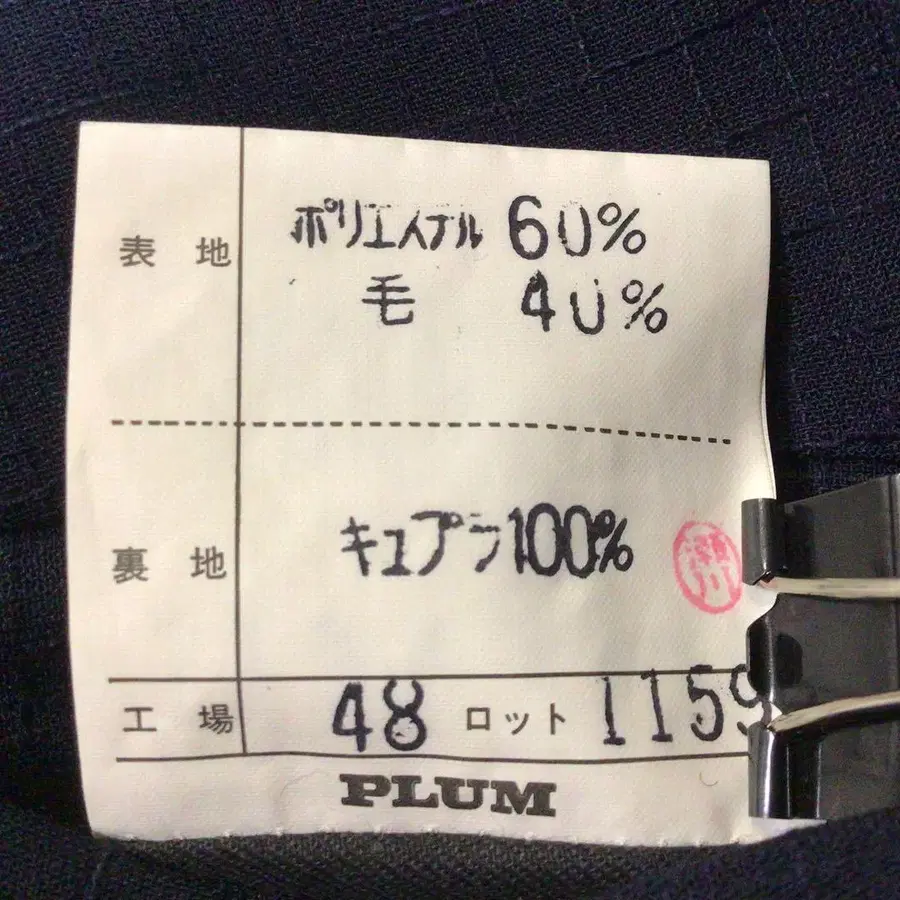 表地 ポリエステル 60%
毛 40%
裏地 キュプラ100%
工場 48 ロット 1159
PLUM